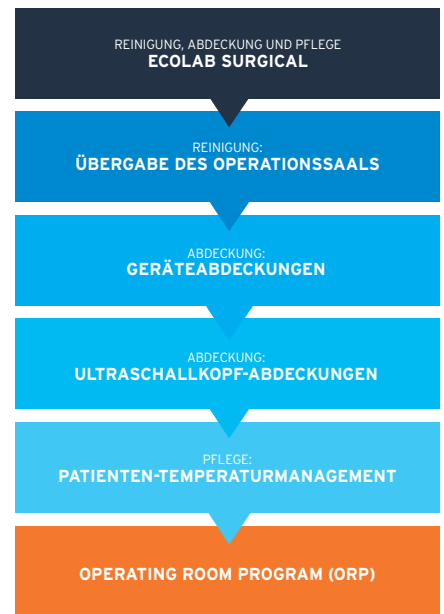 REINIGUNG, ABDECKUNG UND PFLEGE
ECOLAB SURGICAL
REINIGUNG:
ÜBERGABE DES OPERATIONSSAALS
ABDECKUNG:
GERÄTEABDECKUNGEN
ABDECKUNG:
ULTRASCHALLKOPF-ABDECKUNGEN
PFLEGE:
PATIENTEN-TEMPERATURMANAGEMENT
OPERATING ROOM PROGRAM (ORP)